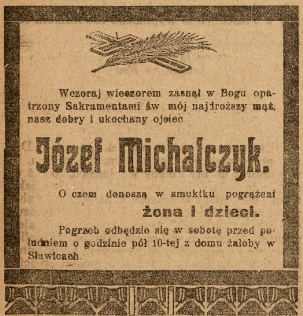 Wczoraj wieczorem zasnął w Bogu opa-
trzony Sakramentami św mój najdroższy mąż,
nasz dobry i ukochany ojciec
Józef Michalczyk.
O czem donoszą w smutku pogrążeni
żona i dzieci.
Pogrzeb odbędzie się w sobotę przed po-
łudniem o godzinie pół 10-tej z domu żałoby w
Sławicach.